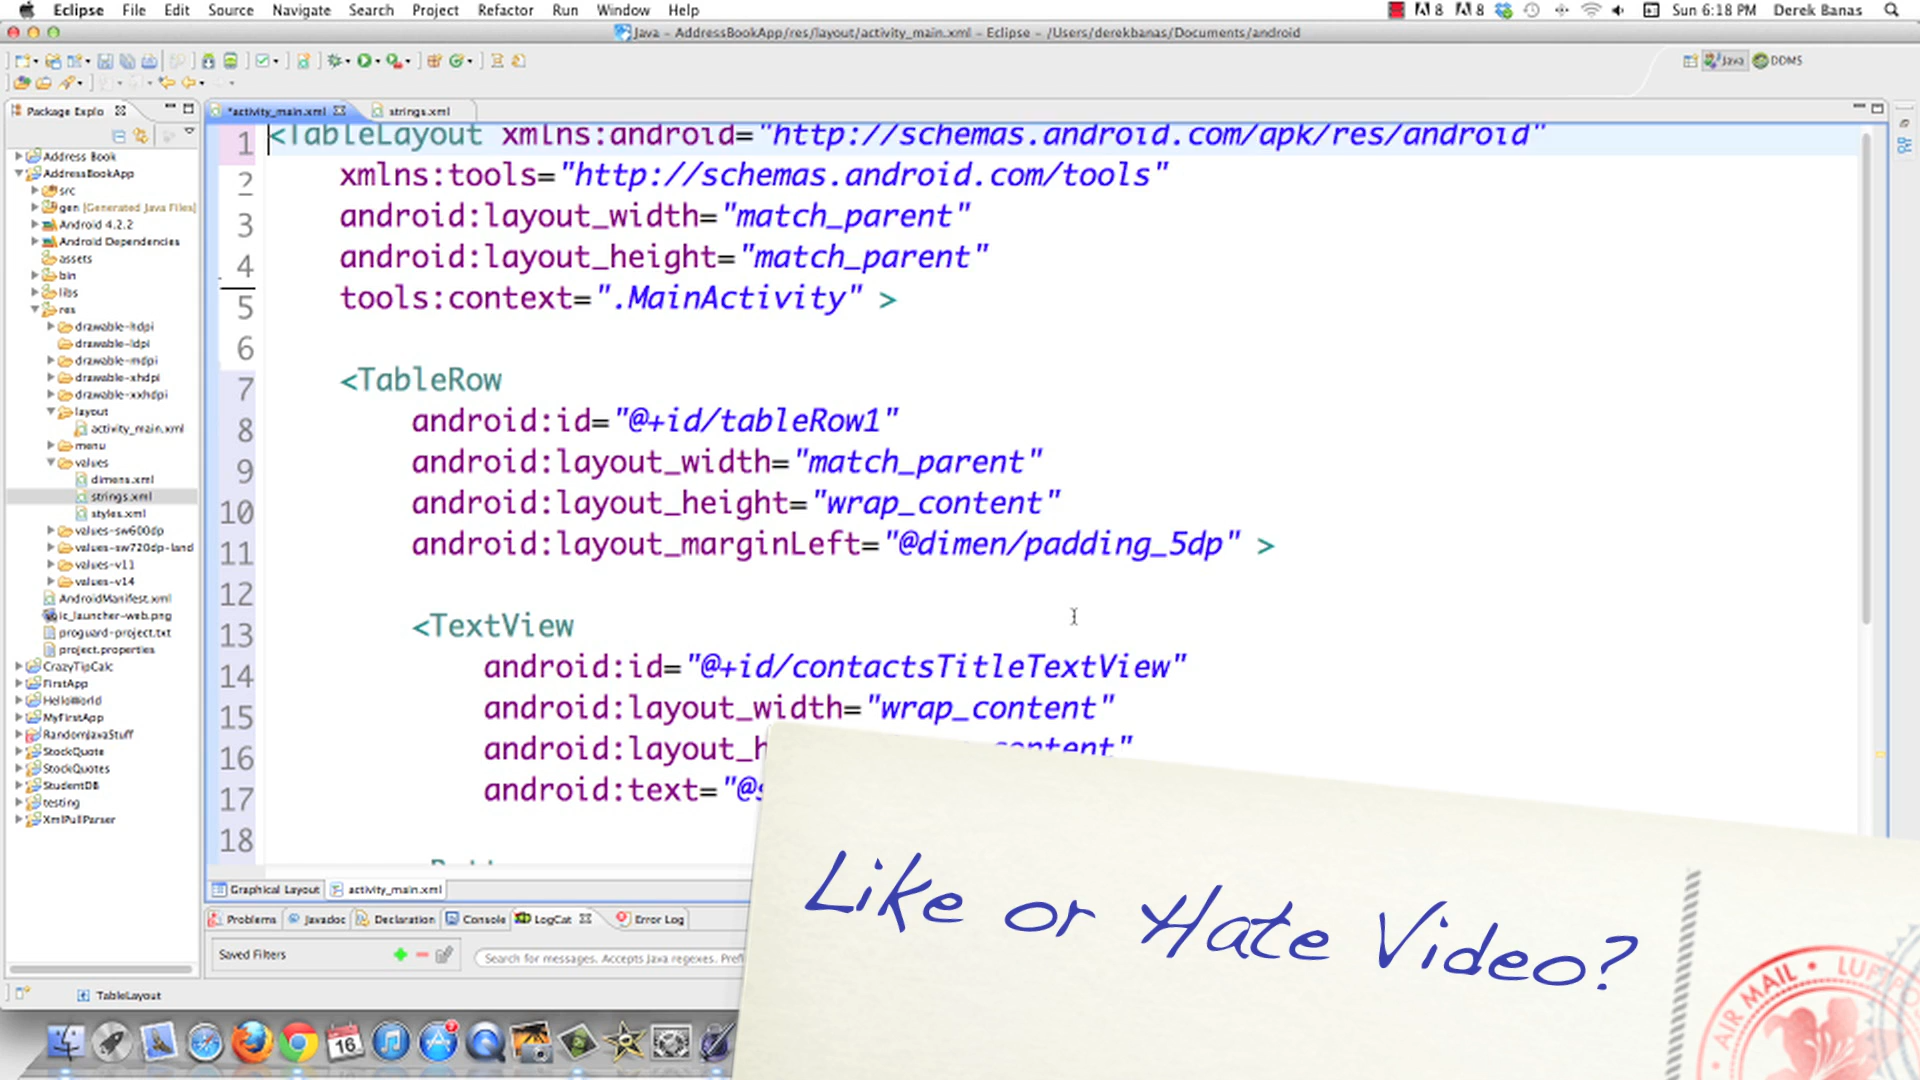 Eclipse File Edit Source Navigate Search Project Refactor Run Window Help
8 8 Sun 6:18 PM Derek Banas
Java - AddressBookApp/res/layout/activity_main.xml - Eclipse - /Users/derekbanas/Documents/android
Java DDMS
Package Explo
*activity_main.xml
strings.xml
Address Book
AddressBookApp
src
gen [Generated Java Files]
Android 4.2.2
Android Dependencies
assets
bin
libs
res
drawable-hdpi
drawable-ldpi
drawable-mdpi
drawable-xhdpi
drawable-xxhdpi
layout
activity_main.xml
menu
values
dimens.xml
strings.xml
styles.xml
values-sw600dp
values-sw720dp-land
values-v11
values-v14
AndroidManifest.xml
ic_launcher-web.png
proguard-project.txt
project.properties
CrazyTipCalc
FirstApp
HelloWorld
MyFirstApp
RandomJavaStuff
StockQuote
StockQuotes
StudentDB
testing
XmlPullParser
1 <TableLayout xmlns:android="http://schemas.android.com/apk/res/android"
2 xmlns:tools="http://schemas.android.com/tools"
3 android:layout_width="match_parent"
4 android:layout_height="match_parent"
5 tools:context=".MainActivity" >
6
7 <TableRow
8 android:id="@+id/tableRow1"
9 android:layout_width="match_parent"
10 android:layout_height="wrap_content"
11 android:layout_marginLeft="@dimen/padding_5dp" >
12
13 <TextView
14 android:id="@+id/contactsTitleTextView"
15 android:layout_width="wrap_content"
16 android:layout_h content"
17 android:text="@s
18
Graphical Layout activity_main.xml
Problems Javadoc Declaration Console LogCat Error Log
Saved Filters
Search for messages. Accepts Java regexes. Pref
TableLayout
16
Like or Hate Video?
AIR MAIL • LUFTPO